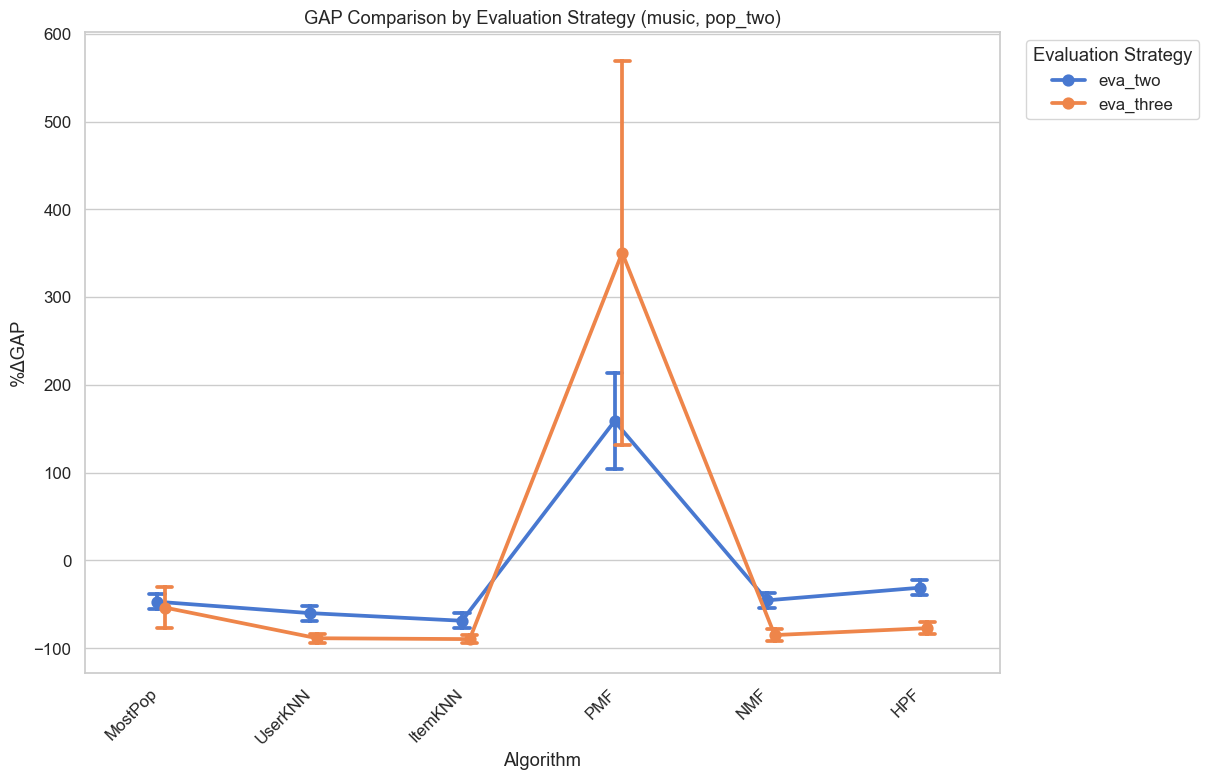 GAP Comparison by Evaluation Strategy (music, pop_two)
600
500
400
300
200
100
0
−100
%ΔGAP
MostPop
UserKNN
ItemKNN
PMF
NMF
HPF
Algorithm
Evaluation Strategy
eva_two
eva_three